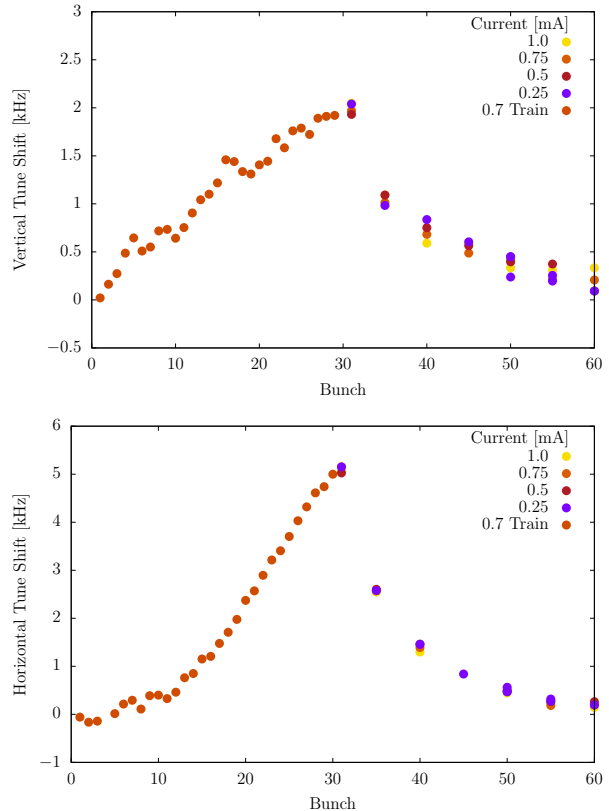 3
2.5
2
1.5
1
0.5
0
−0.5
Vertical Tune Shift [kHz]
Current [mA]
1.0
0.75
0.5
0.25
0.7 Train
0 10 20 30 40 50 60
Bunch
6
5
4
3
2
1
0
−1
Horizontal Tune Shift [kHz]
Current [mA]
1.0
0.75
0.5
0.25
0.7 Train
0 10 20 30 40 50 60
Bunch